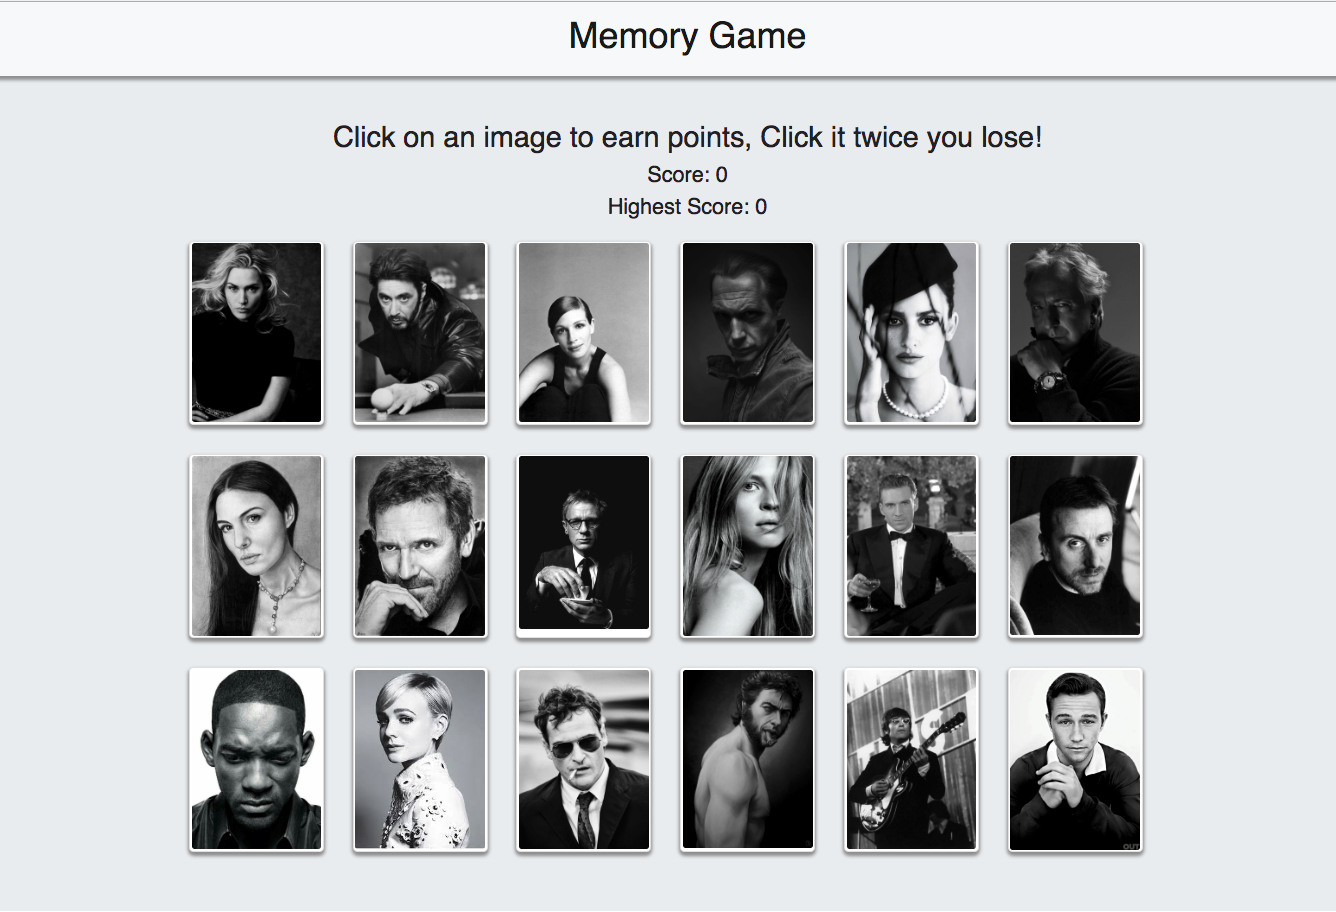 Memory Game
Click on an image to earn points, Click it twice you lose!
Score: 0
Highest Score: 0
OUT